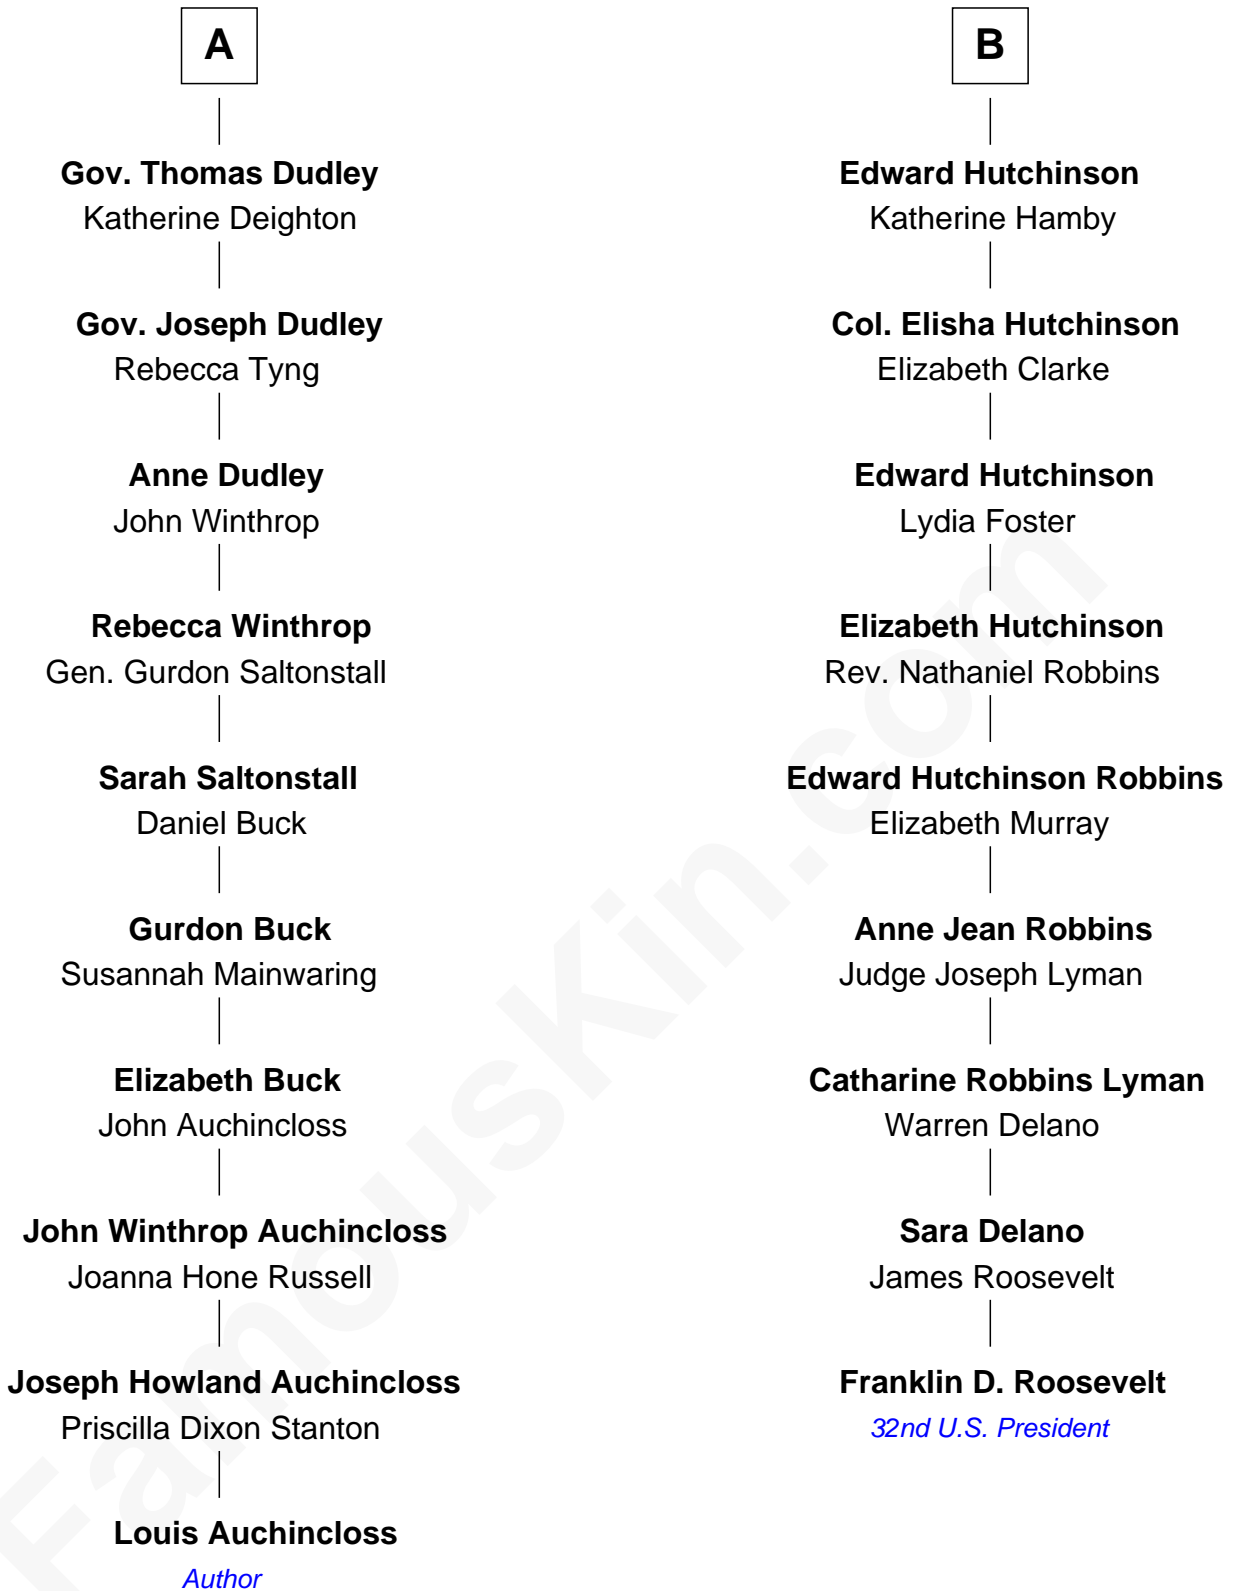 A
Gov. Thomas Dudley
Katherine Deighton
Gov. Joseph Dudley
Rebecca Tyng
Anne Dudley
John Winthrop
Rebecca Winthrop
Gen. Gurdon Saltonstall
Sarah Saltonstall
Daniel Buck
Gurdon Buck
Susannah Mainwaring
Elizabeth Buck
John Auchincloss
John Winthrop Auchincloss
Joanna Hone Russell
Joseph Howland Auchincloss
Priscilla Dixon Stanton
Louis Auchincloss
Author
B
Edward Hutchinson
Katherine Hamby
Col. Elisha Hutchinson
Elizabeth Clarke
Edward Hutchinson
Lydia Foster
Elizabeth Hutchinson
Rev. Nathaniel Robbins
Edward Hutchinson Robbins
Elizabeth Murray
Anne Jean Robbins
Judge Joseph Lyman
Catharine Robbins Lyman
Warren Delano
Sara Delano
James Roosevelt
Franklin D. Roosevelt
32nd U.S. President
FamousKin.com